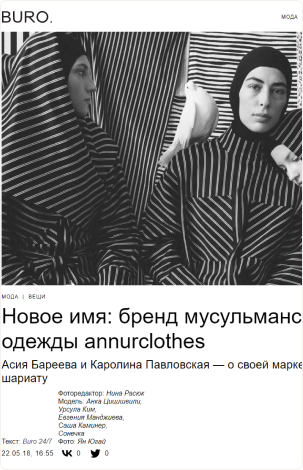 BURO.
МОДА
МОДА | ВЕЩИ
Новое имя: бренд мусульманс
одежды annurclothes
Асия Бареева и Каролина Павловская — о своей марке
шариату
Фоторедактор: Нина Расюк
Модель: Анка Цицишвили,
Урсула Ким,
Евгения Манджиева,
Саша Каминер,
Сонечка
Текст: Buro 24/7 Фото: Ян Югай
22.05.18, 16:55 0 0